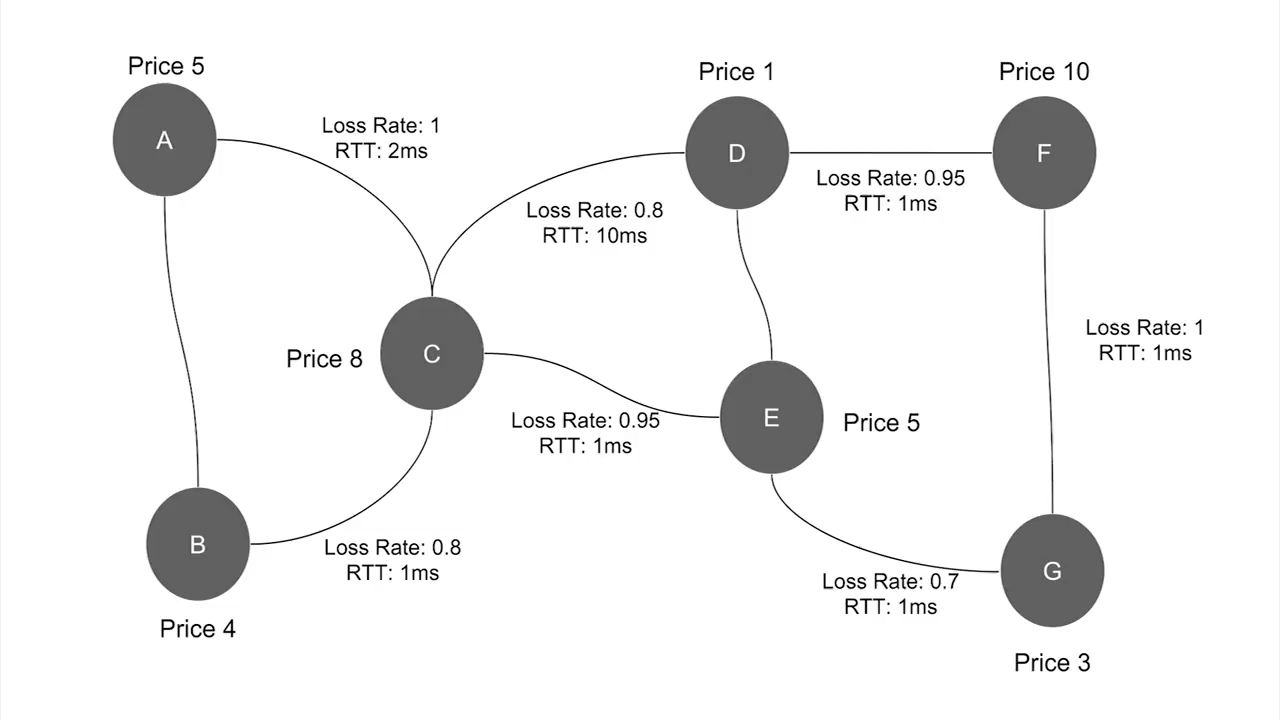 Price 5
A
Loss Rate: 1
RTT: 2ms
Price 1
D
Price 10
F
Loss Rate: 0.95
RTT: 1ms
Loss Rate: 0.8
RTT: 10ms
Price 8
C
Loss Rate: 1
RTT: 1ms
Loss Rate: 0.95
RTT: 1ms
E
Price 5
B
Price 4
Loss Rate: 0.8
RTT: 1ms
Loss Rate: 0.7
RTT: 1ms
G
Price 3